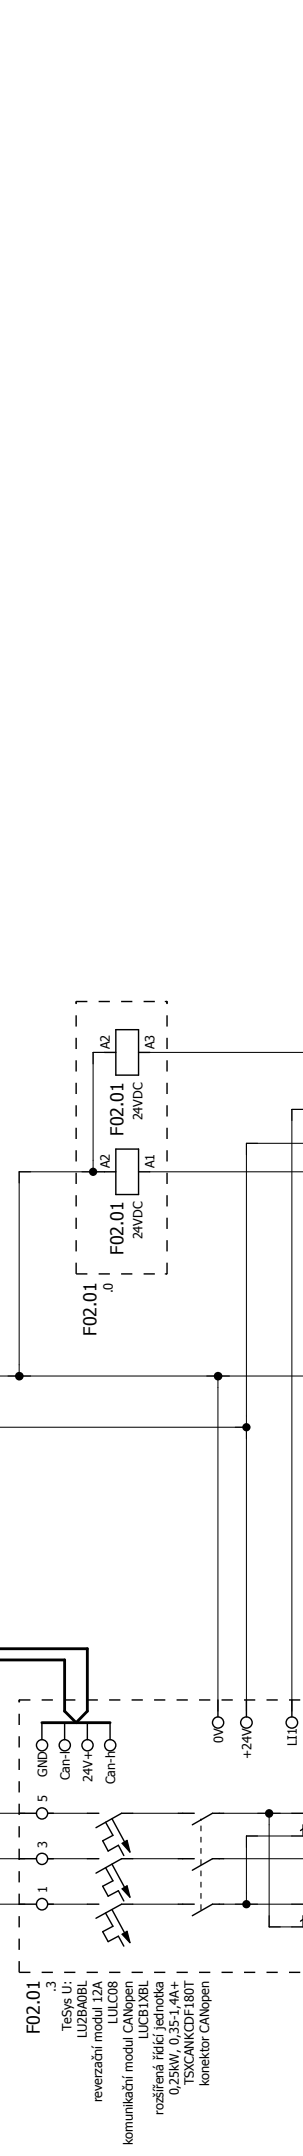 F02.01
.3
TeSys U:
LU2BA0BL
reverzační modul 12A
LULC08
komunikační modul CANopen
LUCB1XBL
rozšířená řídící jednotka
0,25kW, 0,35-1,4A+
TSXCANKCDF180T
konektor CANopen
1
3
5
GND
Can-l
24V+
Can-h
0V
+24V
LI1
F02.01
.0
F02.01
24VDC
A2
A1
F02.01
24VDC
A2
A3